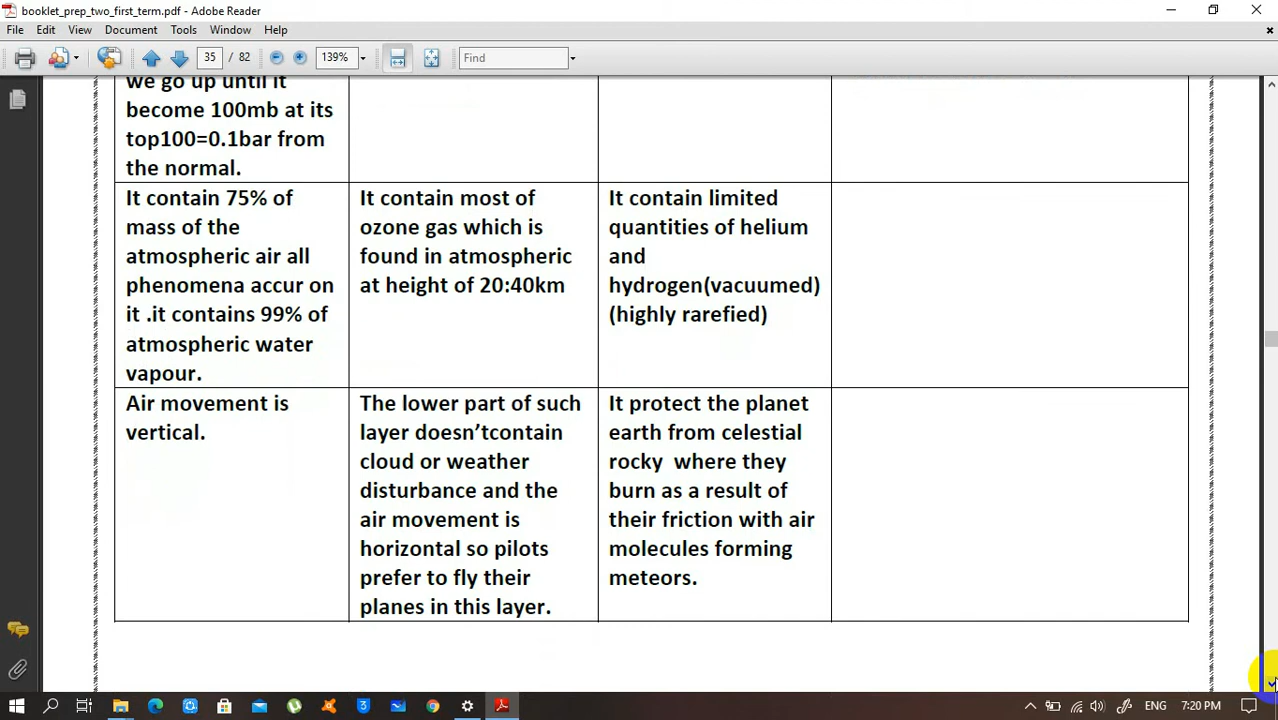 booklet_prep_two_first_term.pdf - Adobe Reader
File Edit View Document Tools Window Help
35 / 82 139% Find
we go up until it
become 100mb at its
top100=0.1bar from
the normal.
It contain 75% of
mass of the
atmospheric air all
phenomena accur on
it .it contains 99% of
atmospheric water
vapour.
It contain most of
ozone gas which is
found in atmospheric
at height of 20:40km
It contain limited
quantities of helium
and
hydrogen(vacuumed)
(highly rarefied)
Air movement is
vertical.
The lower part of such
layer doesn’tcontain
cloud or weather
disturbance and the
air movement is
horizontal so pilots
prefer to fly their
planes in this layer.
It protect the planet
earth from celestial
rocky where they
burn as a result of
their friction with air
molecules forming
meteors.
ENG 7:20 PM